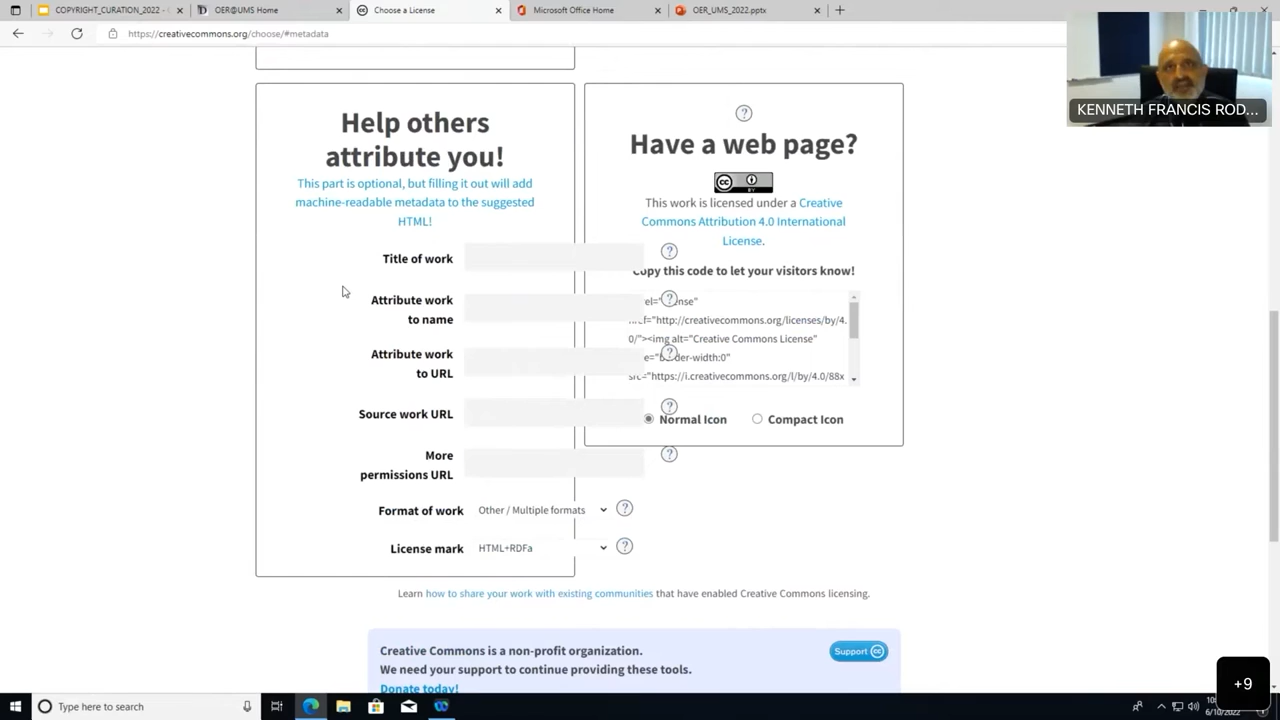 COPYRIGHT_CURATION_2022 -
OER@UMS Home
Choose a License
Microsoft Office Home
OER_UMS_2022.pptx
https://creativecommons.org/choose/#metadata
KENNETH FRANCIS ROD...
Help others
attribute you!
This part is optional, but filling it out will add
machine-readable metadata to the suggested
HTML!
Title of work
Attribute work
to name
Attribute work
to URL
Source work URL
More
permissions URL
Format of work Other / Multiple formats
License mark HTML+RDFa
Have a web page?
CC BY
This work is licensed under a Creative
Commons Attribution 4.0 International
License.
Copy this code to let your visitors know!
href="http://creativecommons.org/licenses/by/4.
0/"><img alt="Creative Commons License"
src="https://i.creativecommons.org/l/by/4.0/88x
Normal Icon Compact Icon
Learn how to share your work with existing communities that have enabled Creative Commons licensing.
Creative Commons is a non-profit organization.
We need your support to continue providing these tools.
Donate today!
Support CC
+9
Type here to search
6/10/2022